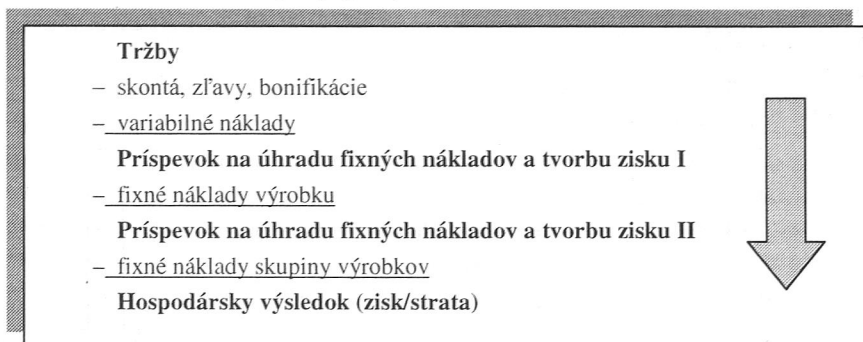 Tržby
– skontá, zľavy, bonifikácie
– variabilné náklady
Príspevok na úhradu fixných nákladov a tvorbu zisku I
– fixné náklady výrobku
Príspevok na úhradu fixných nákladov a tvorbu zisku II
– fixné náklady skupiny výrobkov
Hospodársky výsledok (zisk/strata)